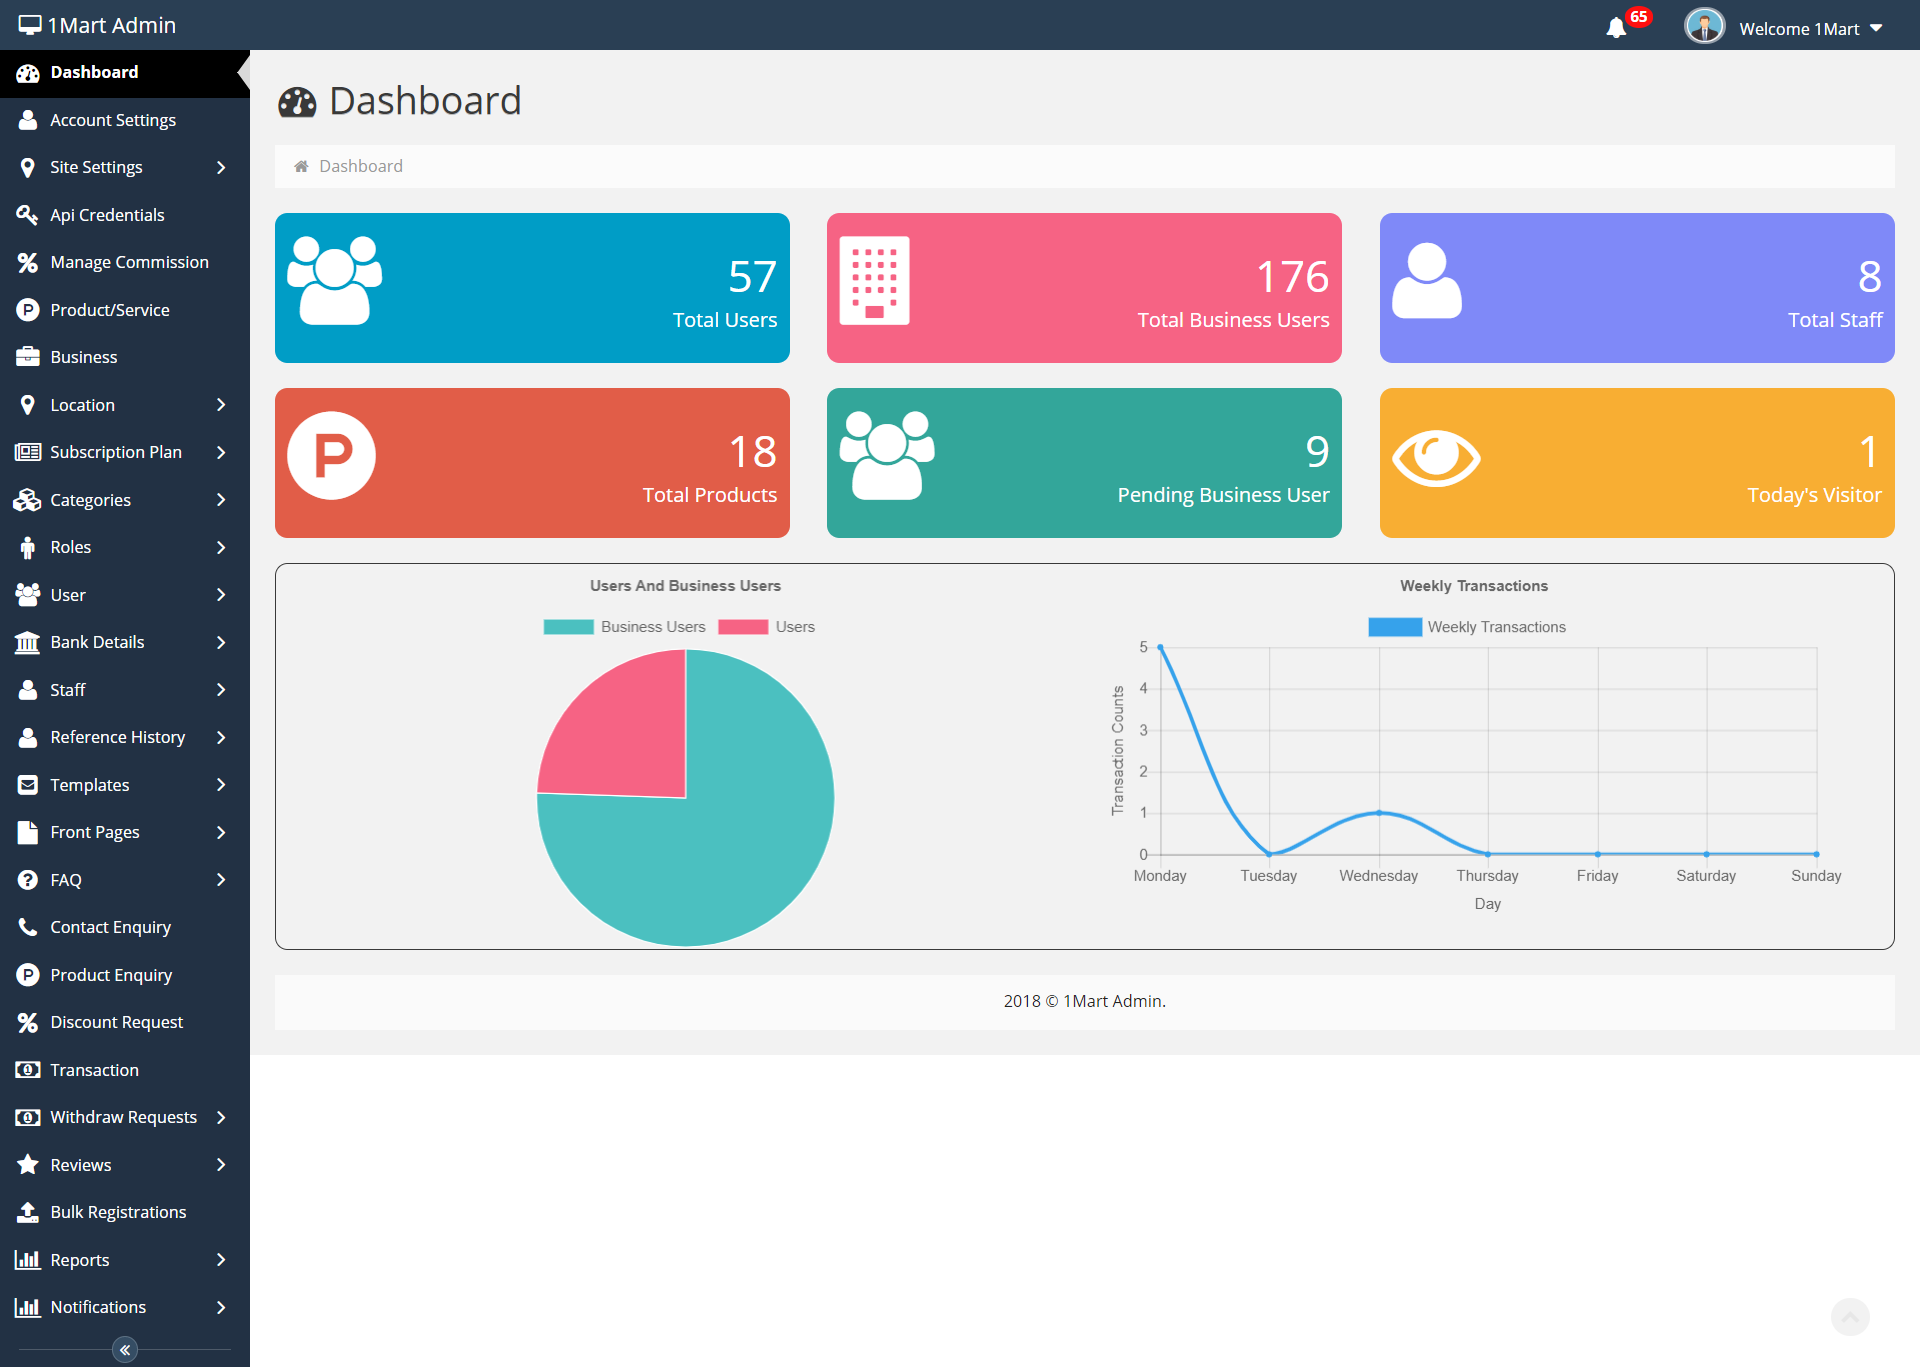 1Mart Admin
65
Welcome 1Mart
Dashboard
Account Settings
Site Settings
Api Credentials
Manage Commission
Product/Service
Business
Location
Subscription Plan
Categories
Roles
User
Bank Details
Staff
Reference History
Templates
Front Pages
FAQ
Contact Enquiry
Product Enquiry
Discount Request
Transaction
Withdraw Requests
Reviews
Bulk Registrations
Reports
Notifications
Dashboard
Dashboard
57
Total Users
176
Total Business Users
8
Total Staff
P
18
Total Products
9
Pending Business User
1
Today's Visitor
Users And Business Users
Business Users Users
Weekly Transactions
Weekly Transactions
Transaction Counts
5
4
3
2
1
0
Monday Tuesday Wednesday Thursday Friday Saturday Sunday
Day
2018 © 1Mart Admin.